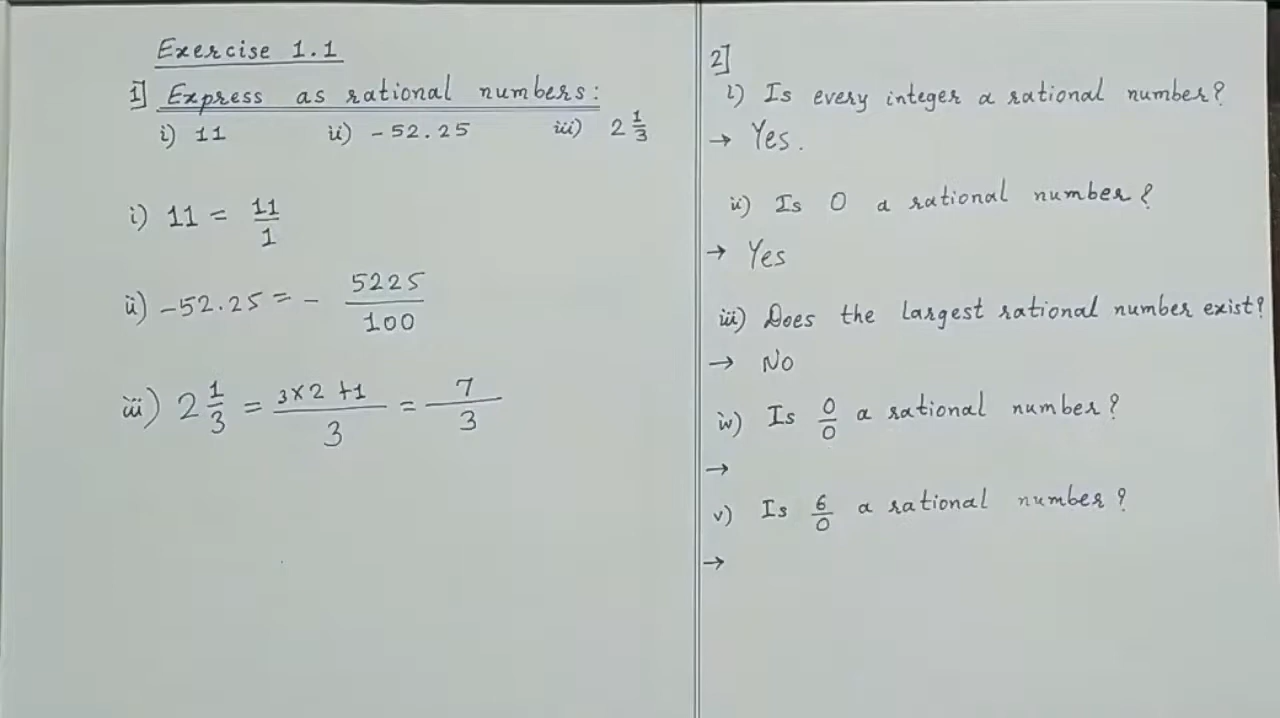 Exercise 1.1
1] Express as rational numbers:
i) 11 ii) -52.25 iii) 2 1/3
i) 11 = 11/1
ii) -52.25 = - 5225/100
iii) 2 1/3 = 3x2+1/3 = 7/3
2]
i) Is every integer a rational number?
→ Yes.
ii) Is 0 a rational number?
→ Yes
iii) Does the largest rational number exist?
→ No
iv) Is 0/0 a rational number?
→
v) Is 6/0 a rational number?
→